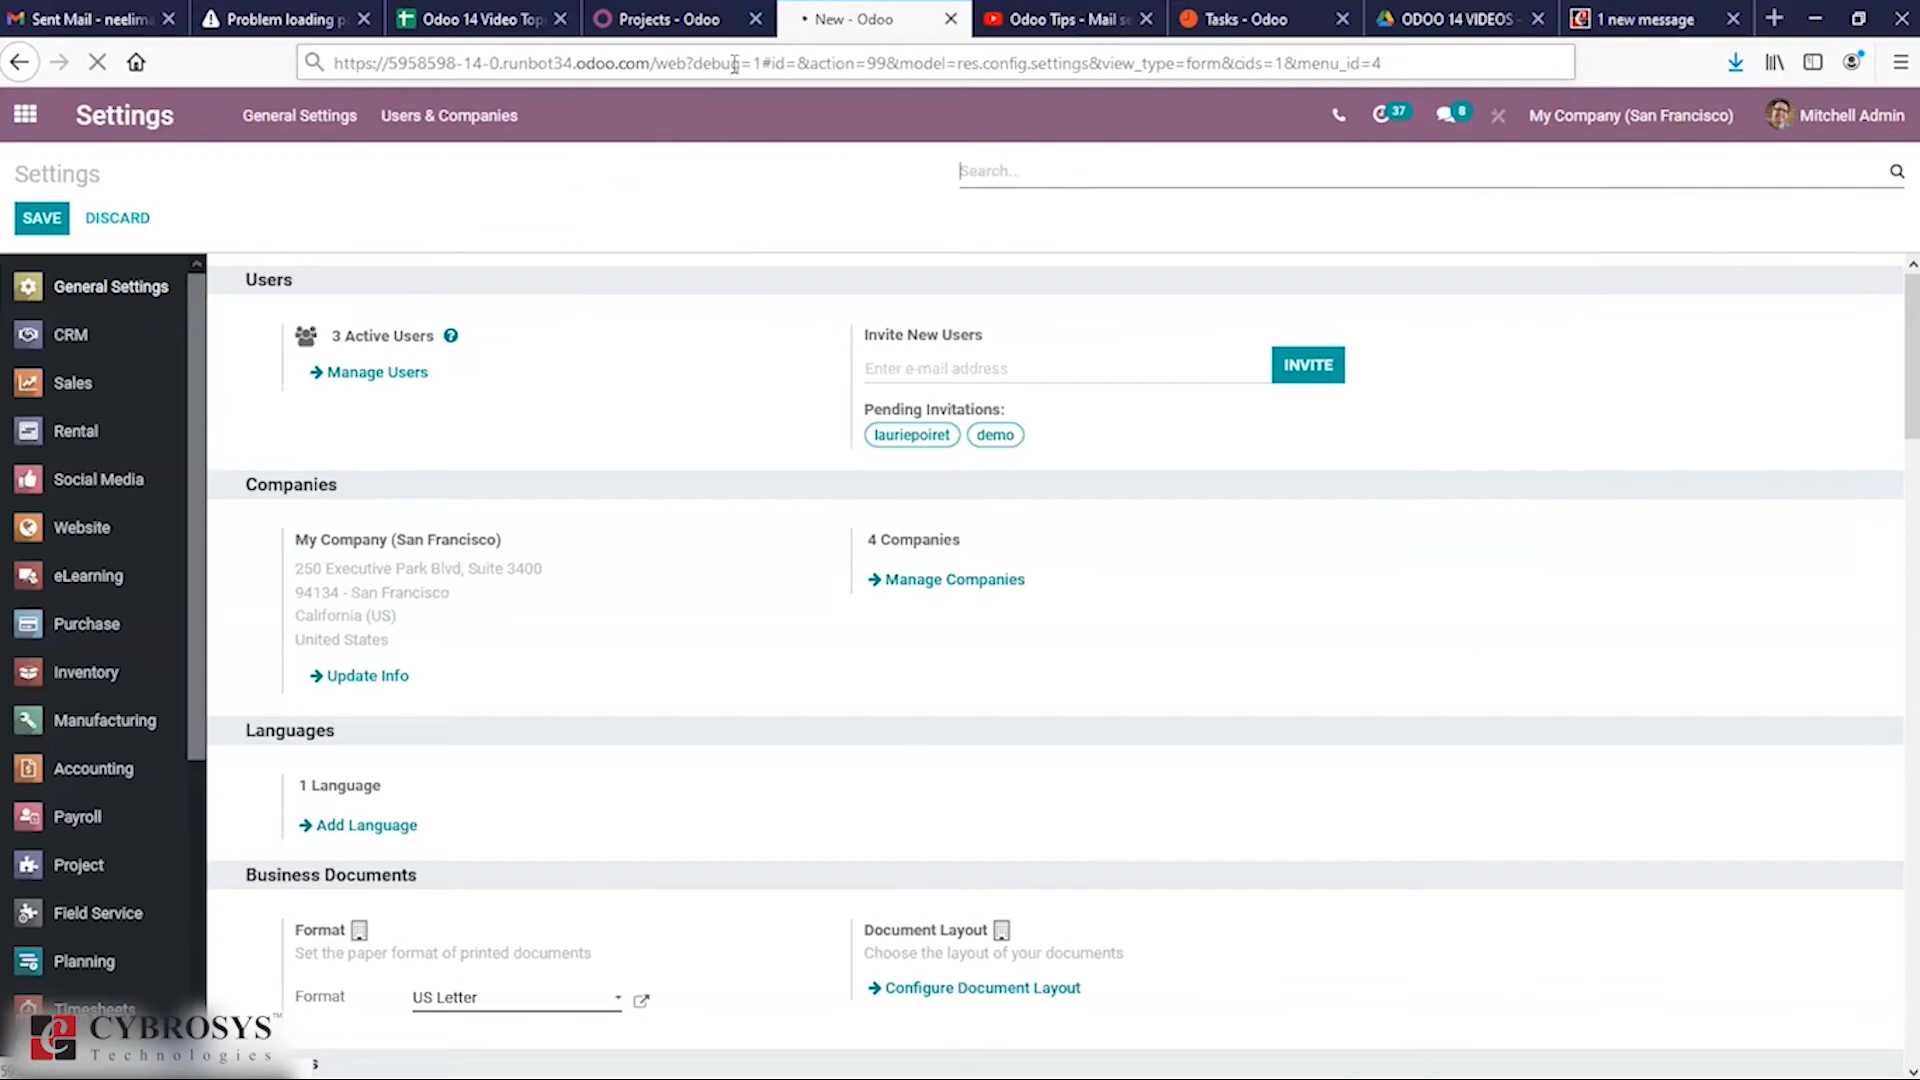 Sent Mail - neelima
Problem loading p
Odoo 14 Video Top
Projects - Odoo
New - Odoo
Odoo Tips - Mail se
Tasks - Odoo
ODOO 14 VIDEOS -
1 new message
https://5958598-14-0.runbot34.odoo.com/web?debug=1#id=&action=99&model=res.config.settings&view_type=form&cids=1&menu_id=4
Settings
General Settings
Users & Companies
37
8
My Company (San Francisco)
Mitchell Admin
Settings
Search...
SAVE
DISCARD
General Settings
CRM
Sales
Rental
Social Media
Website
eLearning
Purchase
Inventory
Manufacturing
Accounting
Payroll
Project
Field Service
Planning
Timesheets
Users
3 Active Users
Manage Users
Invite New Users
Enter e-mail address
INVITE
Pending Invitations:
lauriepoiret
demo
Companies
My Company (San Francisco)
250 Executive Park Blvd, Suite 3400
94134 - San Francisco
California (US)
United States
Update Info
4 Companies
Manage Companies
Languages
1 Language
Add Language
Business Documents
Format
Set the paper format of printed documents
Format
US Letter
Document Layout
Choose the layout of your documents
Configure Document Layout
CYBROSYS™
Technologies